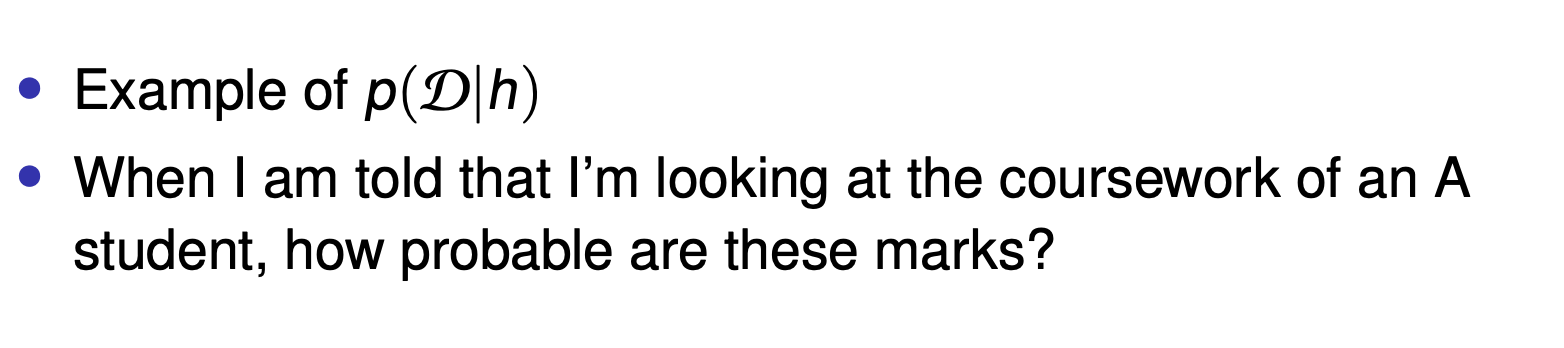 • Example of p(𝒟|h)
• When I am told that I’m looking at the coursework of an A
student, how probable are these marks?